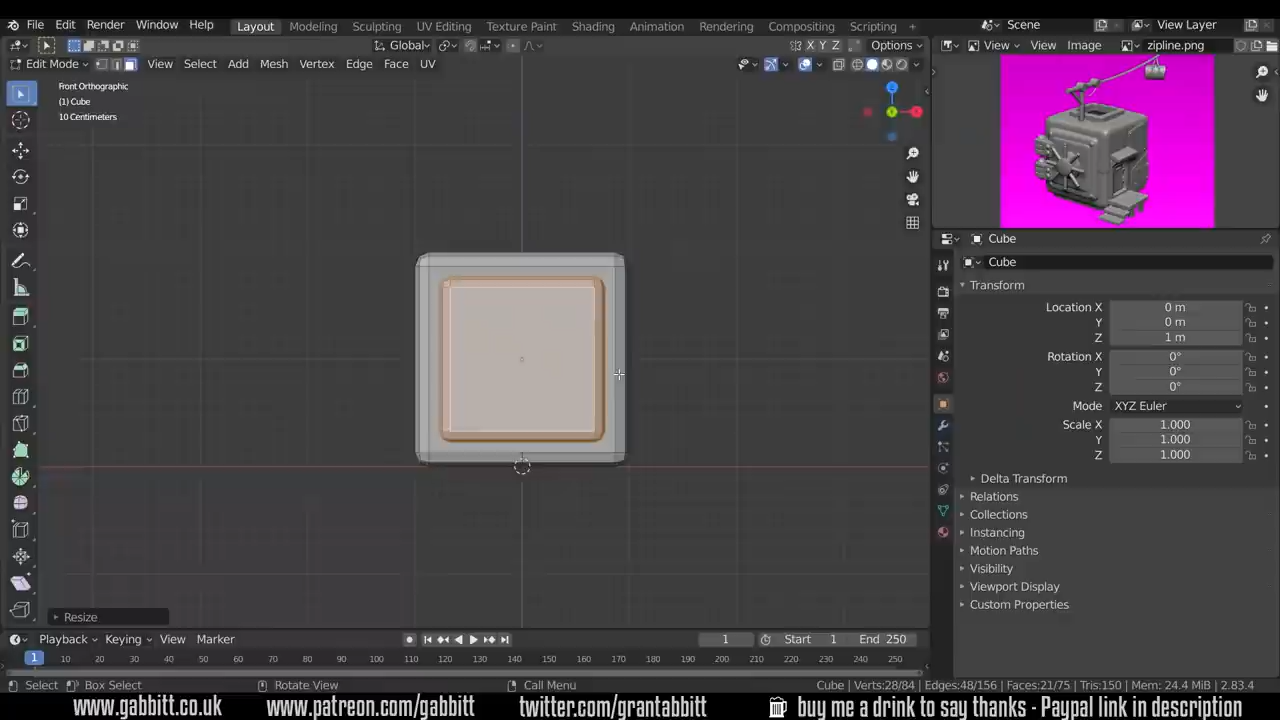 File Edit Render Window Help Layout Modeling Sculpting UV Editing Texture Paint Shading Animation Rendering Compositing Scripting + Scene View Layer
Global X Y Z Options View View Image zipline.png
Edit Mode View Select Add Mesh Vertex Edge Face UV
Front Orthographic
(1) Cube
10 Centimeters
Z
Y
X
Cube
Cube
Transform
Location X 0 m
Y 0 m
Z 1 m
Rotation X 0°
Y 0°
Z 0°
Mode XYZ Euler
Scale X 1.000
Y 1.000
Z 1.000
Delta Transform
Relations
Collections
Instancing
Motion Paths
Visibility
Viewport Display
Custom Properties
Resize
Playback Keying View Marker 1 Start 1 End 250
1 10 20 30 40 50 60 70 80 90 100 110 120 130 140 150 160 170 180 190 200 210 220 230 240 250
Select Box Select Rotate View Call Menu Cube | Verts:28/84 | Edges:48/156 | Faces:21/75 | Tris:150 | Mem: 24.4 MiB | 2.83.4
www.gabbitt.co.uk www.patreon.com/gabbitt twitter.com/grantabbitt buy me a drink to say thanks - Paypal link in description